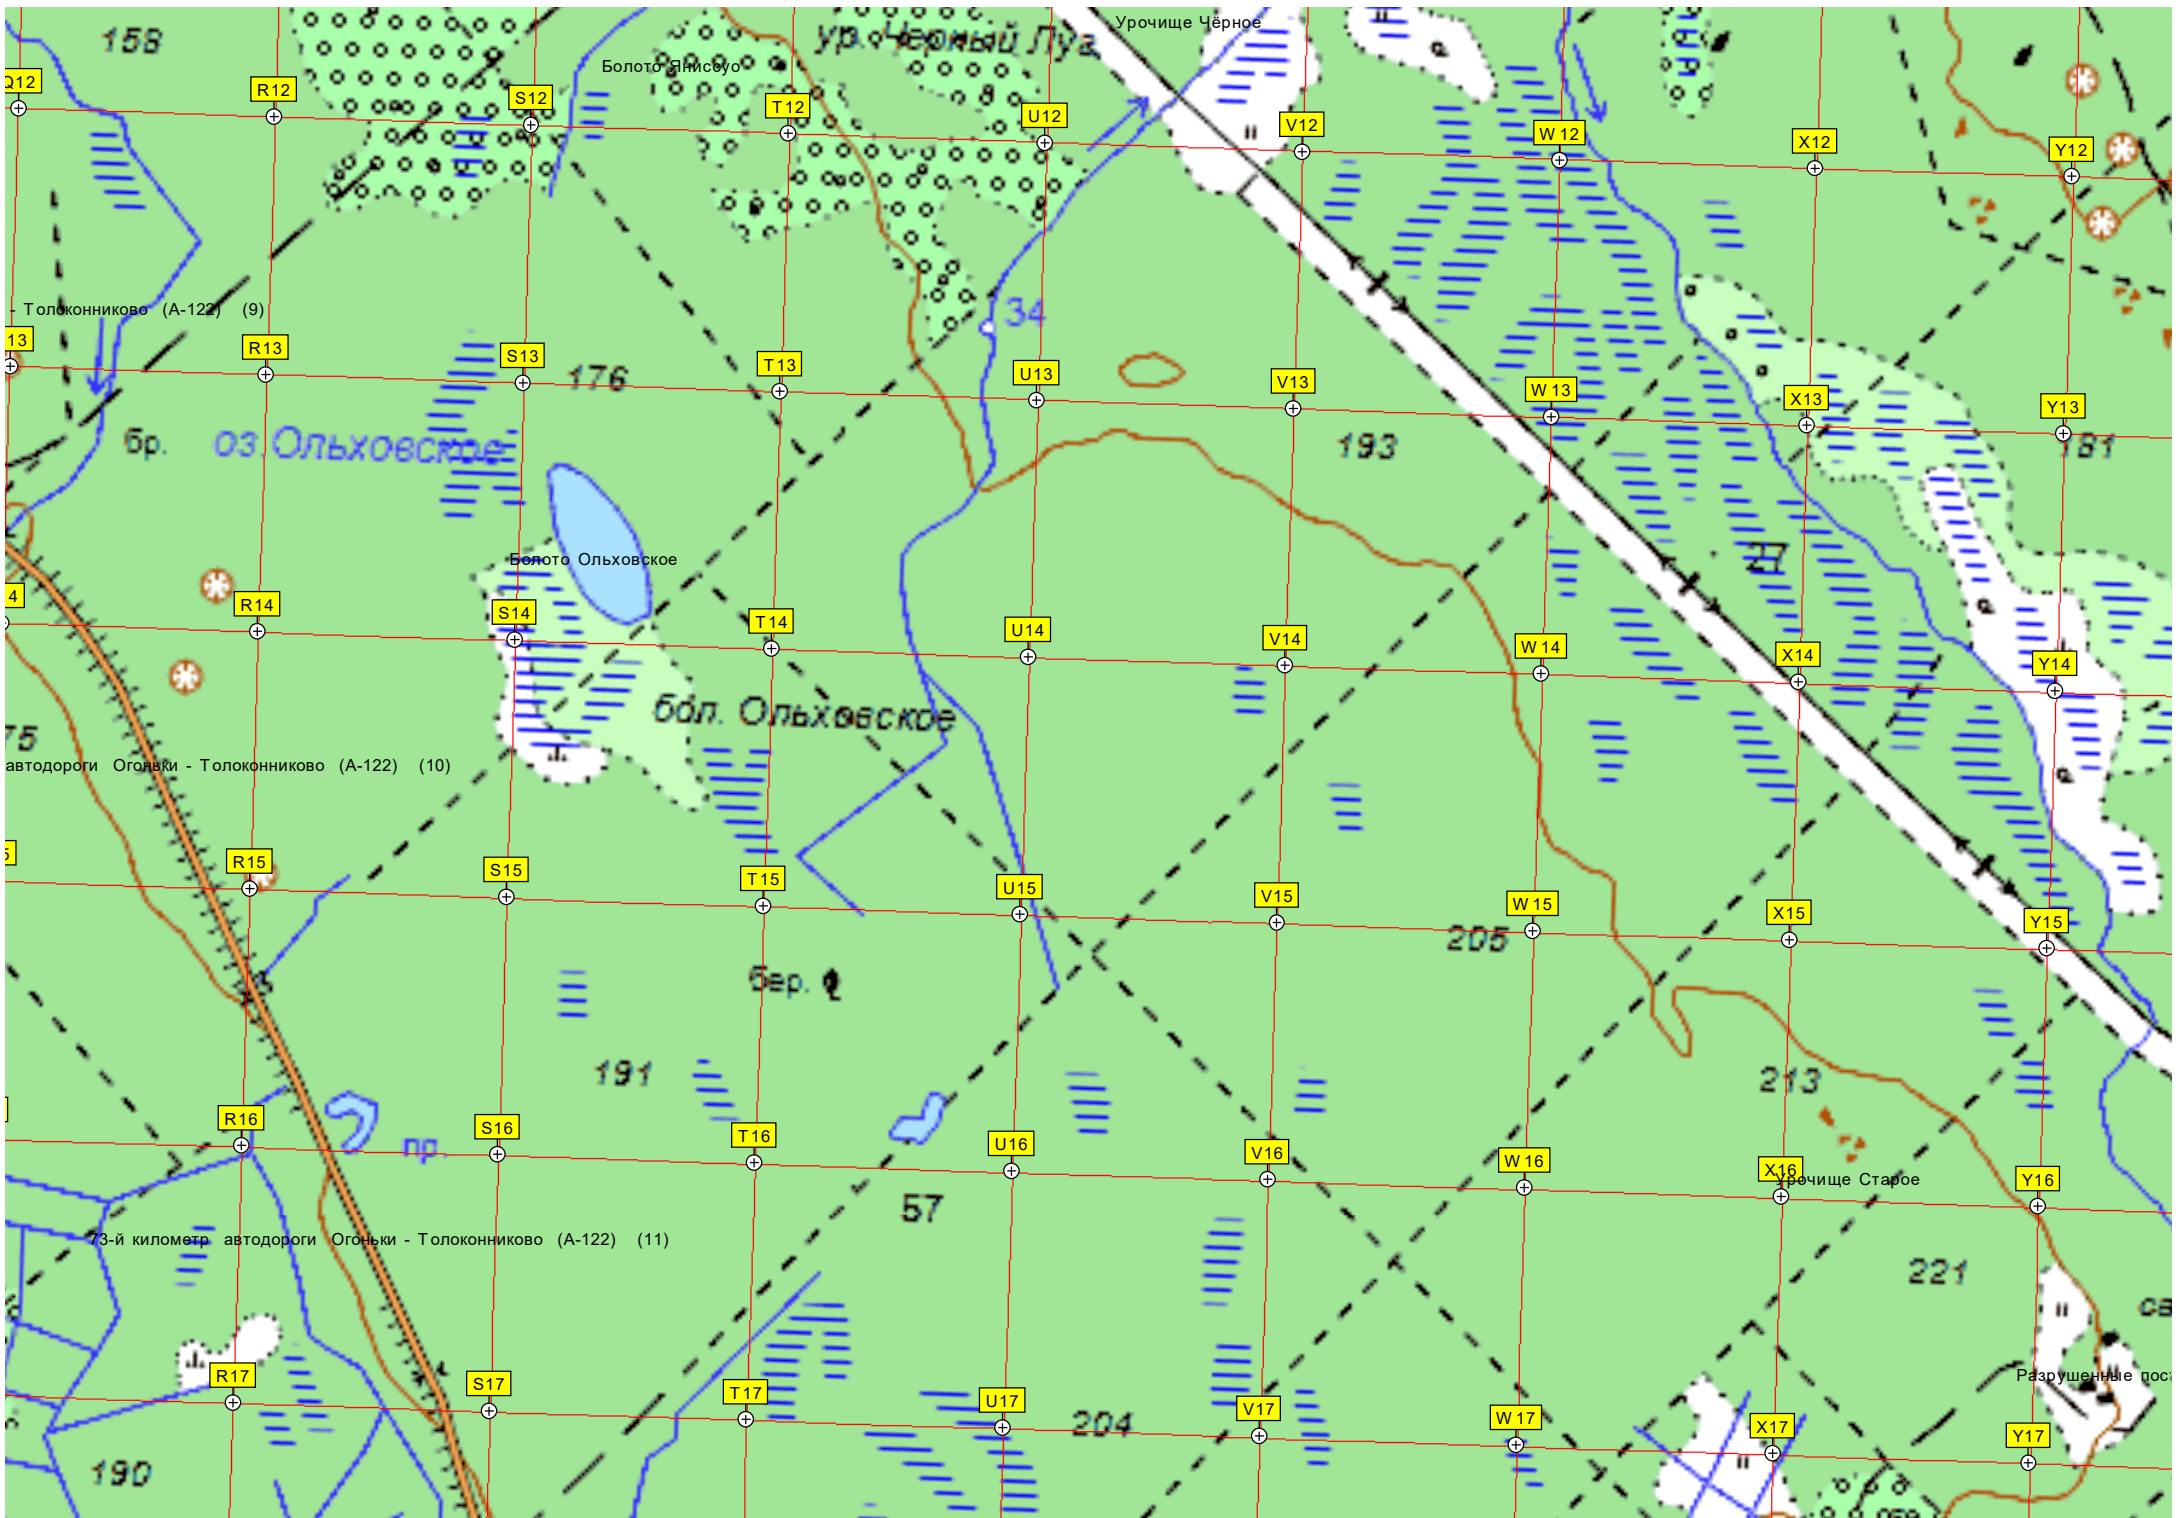 Урочище Чёрное
158
ур. Черный Луг
Болото Яниссуо
Q12
R12
S12
T12
U12
V12
W12
X12
Y12
- Толоконниково (А-122) (9)
34
13
R13
S13
176
T13
U13
V13
W13
X13
Y13
бр.
оз Ольховское
193
181
Болото Ольховское
27
4
R14
S14
T14
U14
V14
W14
X14
Y14
бол. Ольховское
75
автодороги Огоньки - Толоконниково (А-122) (10)
5
R15
S15
T15
U15
V15
W15
X15
Y15
205
бер.
191
213
R16
S16
T16
U16
V16
W16
X16
Y16
пр.
Урочище Старое
57
73-й километр автодороги Огоньки - Толоконниково (А-122) (11)
221
св
Разрушенные пост
R17
S17
T17
U17
V17
W17
X17
Y17
204
190